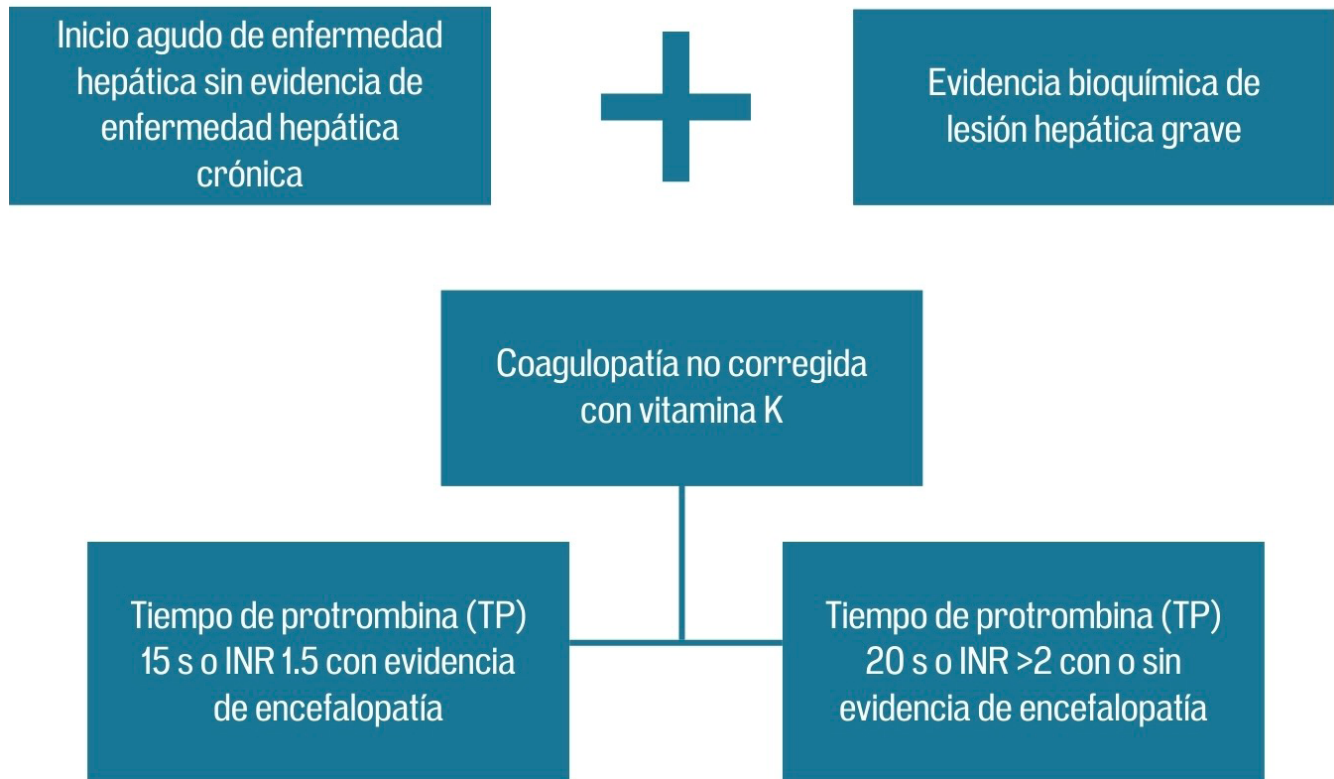 Inicio agudo de enfermedad
hepática sin evidencia de
enfermedad hepática
crónica
Evidencia bioquímica de
lesión hepática grave
Coagulopatía no corregida
con vitamina K
Tiempo de protrombina (TP)
15 s o INR 1.5 con evidencia
de encefalopatía
Tiempo de protrombina (TP)
20 s o INR >2 con o sin
evidencia de encefalopatía